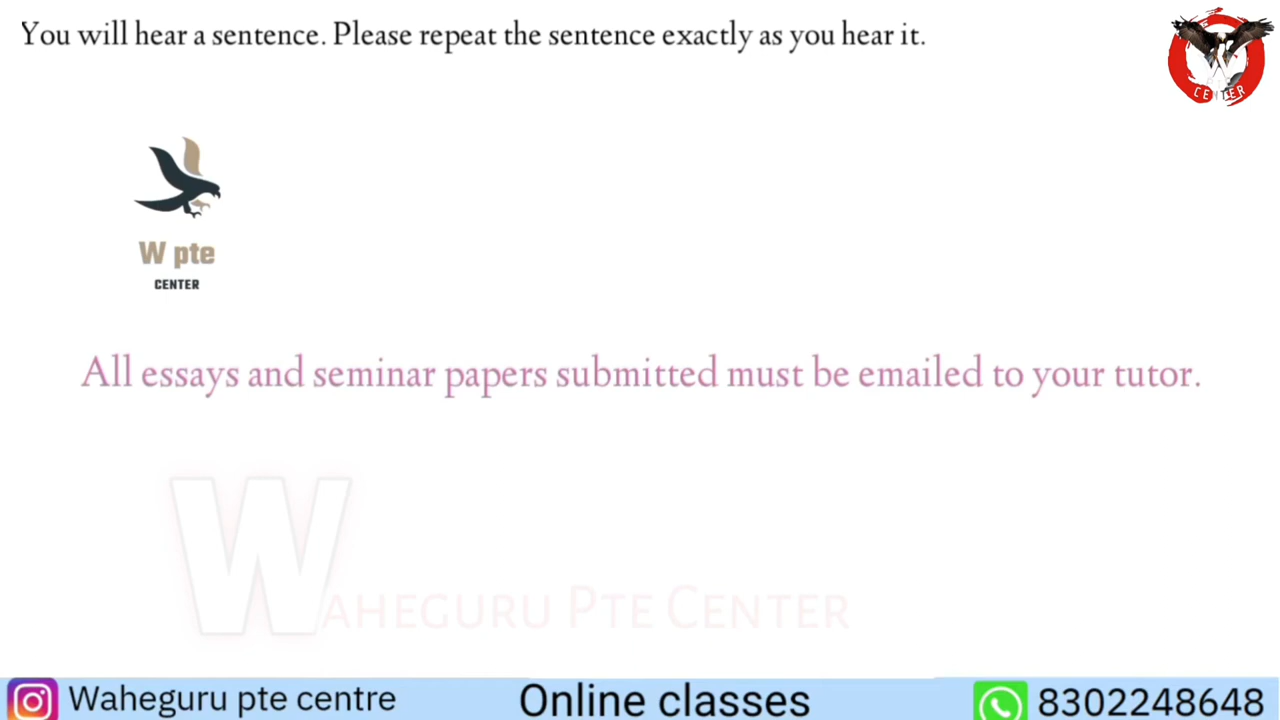 You will hear a sentence. Please repeat the sentence exactly as you hear it.
CENTER
W pte
CENTER
All essays and seminar papers submitted must be emailed to your tutor.
WAHEGURU PTE CENTER
Waheguru pte centre
Online classes
8302248648